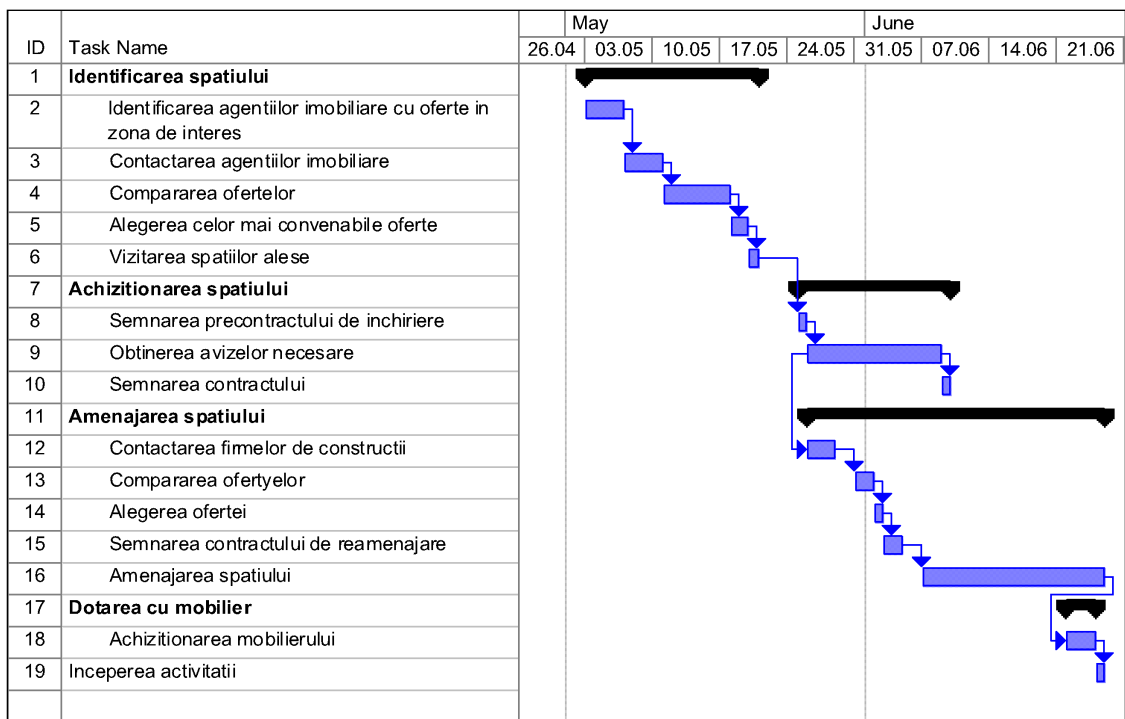 May June
ID Task Name 26.04 03.05 10.05 17.05 24.05 31.05 07.06 14.06 21.06
1 Identificarea spatiului
2 Identificarea agentiilor imobiliare cu oferte in
zona de interes
3 Contactarea agentiilor imobiliare
4 Compararea ofertelor
5 Alegerea celor mai convenabile oferte
6 Vizitarea spatiilor alese
7 Achizitionarea spatiului
8 Semnarea precontractului de inchiriere
9 Obtinerea avizelor necesare
10 Semnarea contractului
11 Amenajarea spatiului
12 Contactarea firmelor de constructii
13 Compararea ofertyelor
14 Alegerea ofertei
15 Semnarea contractului de reamenajare
16 Amenajarea spatiului
17 Dotarea cu mobilier
18 Achizitionarea mobilierului
19 Inceperea activitatii